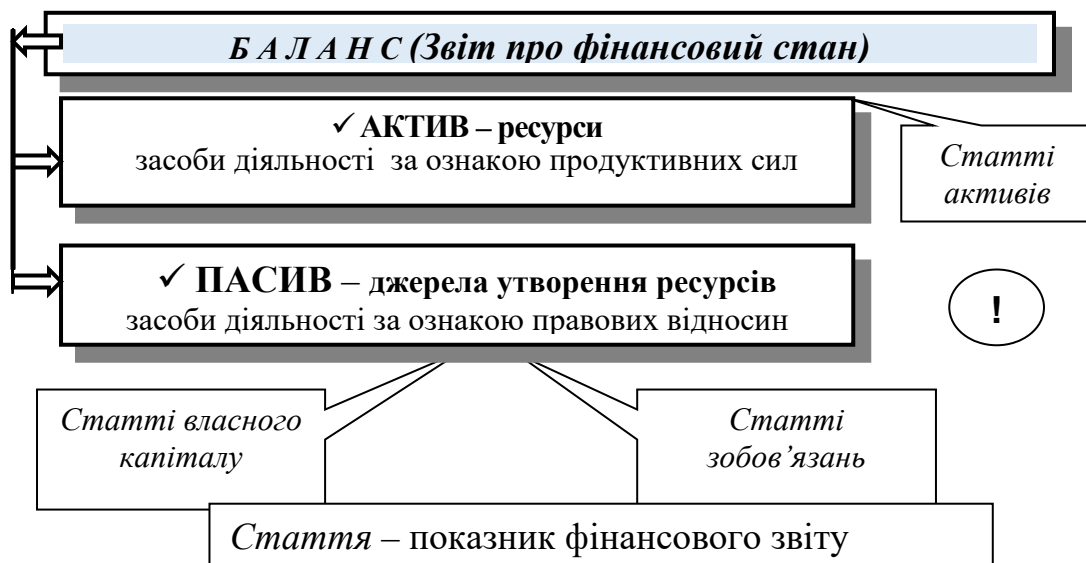 Б А Л А Н С (Звіт про фінансовий стан)
✓ АКТИВ – ресурси
засоби діяльності за ознакою продуктивних сил
Статті
активів
✓ ПАСИВ – джерела утворення ресурсів
засоби діяльності за ознакою правових відносин
!
Статті власного
капіталу
Статті
зобов’язань
Стаття – показник фінансового звіту